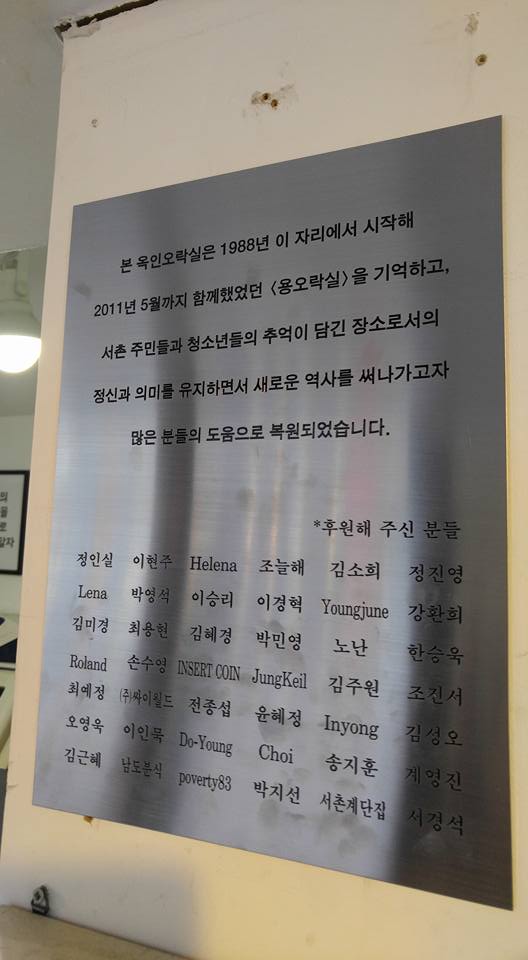 본 옥인오락실은 1988년 이 자리에서 시작해
2011년 5월까지 함께했었던 〈용오락실〉을 기억하고,
서촌 주민들과 청소년들의 추억이 담긴 장소로서의
정신과 의미를 유지하면서 새로운 역사를 써나가고자
많은 분들의 도움으로 복원되었습니다.
*후원해 주신 분들
정인실 이현주 Helena 조늘해 김소희 정진영
Lena 박영석 이승리 이경혁 Youngjune 강환희
김미경 최용현 김혜경 박민영 노난 한승욱
Roland 손수영 INSERT COIN JungKeil 김주원 조진서
최예정 (주)싸이월드 전종섭 윤혜정 Inyong 김성오
오영욱 이인묵 Do-Young Choi 송지훈 계영진
김근혜 남도분식 poverty83 박지선 서촌계단집 서경석